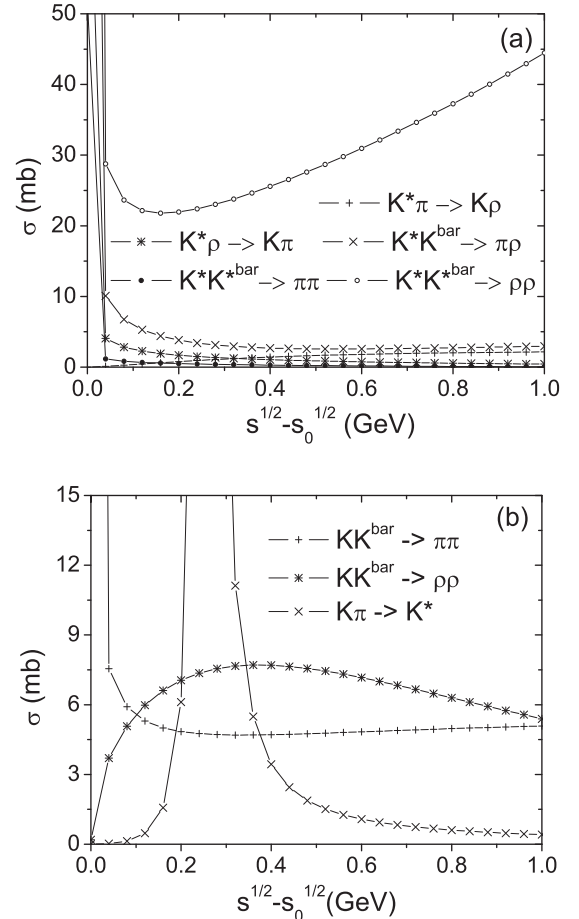 (a)
50
40
30
20
10
0
σ (mb)
K*π -> Kρ
K*ρ -> Kπ
K*K^bar -> πρ
K*K*^bar -> ππ
K*K*^bar -> ρρ
0.0 0.2 0.4 0.6 0.8 1.0
s^1/2-s_0^1/2 (GeV)
(b)
15
12
9
6
3
0
σ (mb)
KK^bar -> ππ
KK^bar -> ρρ
Kπ -> K*
0.0 0.2 0.4 0.6 0.8 1.0
s^1/2-s_0^1/2(GeV)